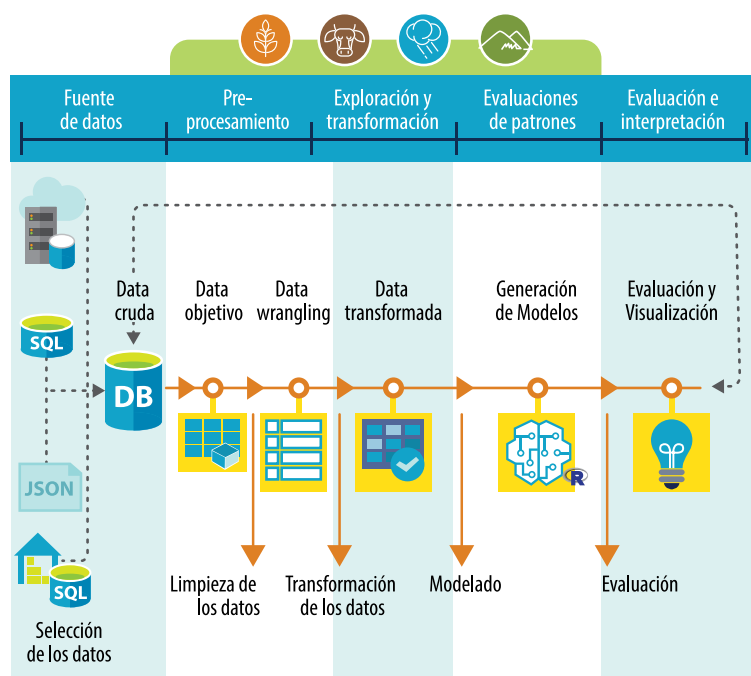 Fuente
de datos
Pre-
procesamiento
Exploración y
transformación
Evaluaciones
de patrones
Evaluación e
interpretación
Data
cruda
Data
objetivo
Data
wrangling
Data
transformada
Generación
de Modelos
Evaluación y
Visualización
SQL
DB
JSON
R
SQL
Selección
de los datos
Limpieza de
los datos
Transformación
de los datos
Modelado
Evaluación